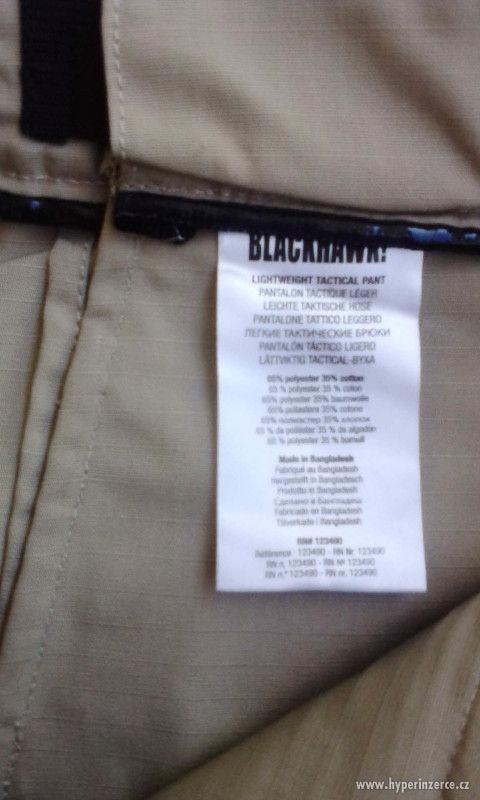 BLACKHAWK!
LIGHTWEIGHT TACTICAL PANT
PANTALON TACTIQUE LÉGER
LEICHTE TAKTISCHE HOSE
PANTALONE TATTICO LEGGERO
ЛЕГКИЕ ТАКТИЧЕСКИЕ БРЮКИ
PANTALÓN TÁCTICO LIGERO
LÄTTVIKTIG TACTICAL-BYXA
65% polyester 35% cotton
65 % polyester 35 % coton
65% polyester 35% baumwolle
65% poliestere 35% cotone
65% полиэстер 35% хлопок
65 % de poliéster 35 % de algodón
65 % polyester 35 % bomull
Made in Bangladesh
Fabriqué au Bangladesh
Hergestellt in Bangladesch
Prodotto in Bangladesh
Сделано в Бангладеш
Fabricado en Bangladesh
Tillverkade i Bangladesh
RN# 123490
Référence : 123490 - RN Nr. 123490
RN n. 123490 - RN № 123490
RN n.º 123490 - RN nr. 123490
www.hyperinzerce.cz